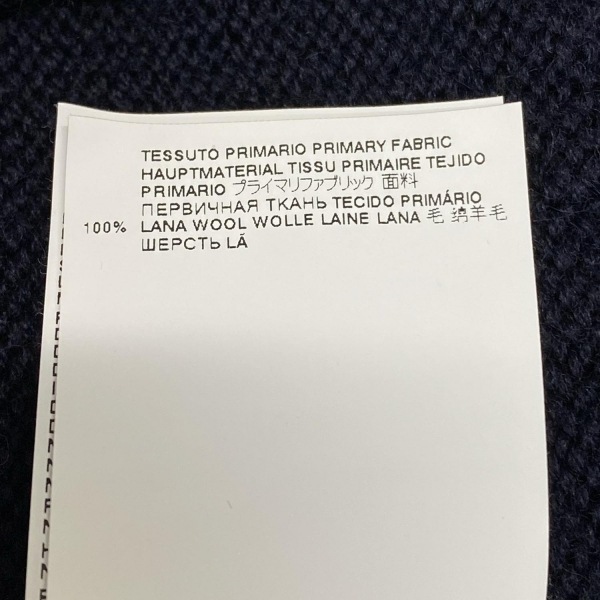 TESSUTO PRIMARIO PRIMARY FABRIC
HAUPTMATERIAL TISSU PRIMAIRE TEJIDO
PRIMARIO プライマリファブリック 面料
ПЕРВИЧНАЯ ТКАНЬ TECIDO PRIMÁRIO
100% LANA WOOL WOLLE LAINE LANA 毛 绵羊毛
ШЕРСТЬ LÃ